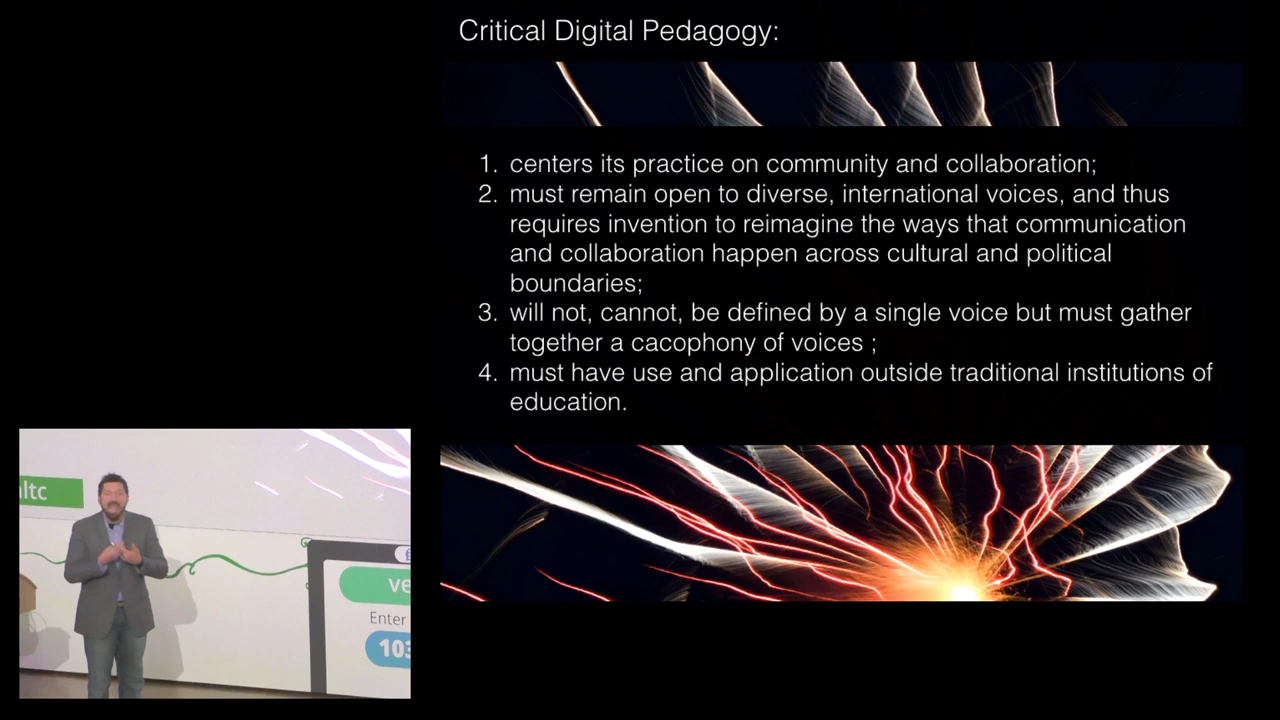 Critical Digital Pedagogy:
1. centers its practice on community and collaboration;
2. must remain open to diverse, international voices, and thus
requires invention to reimagine the ways that communication
and collaboration happen across cultural and political
boundaries;
3. will not, cannot, be defined by a single voice but must gather
together a cacophony of voices ;
4. must have use and application outside traditional institutions of
education.
ltc
ve
Enter
103